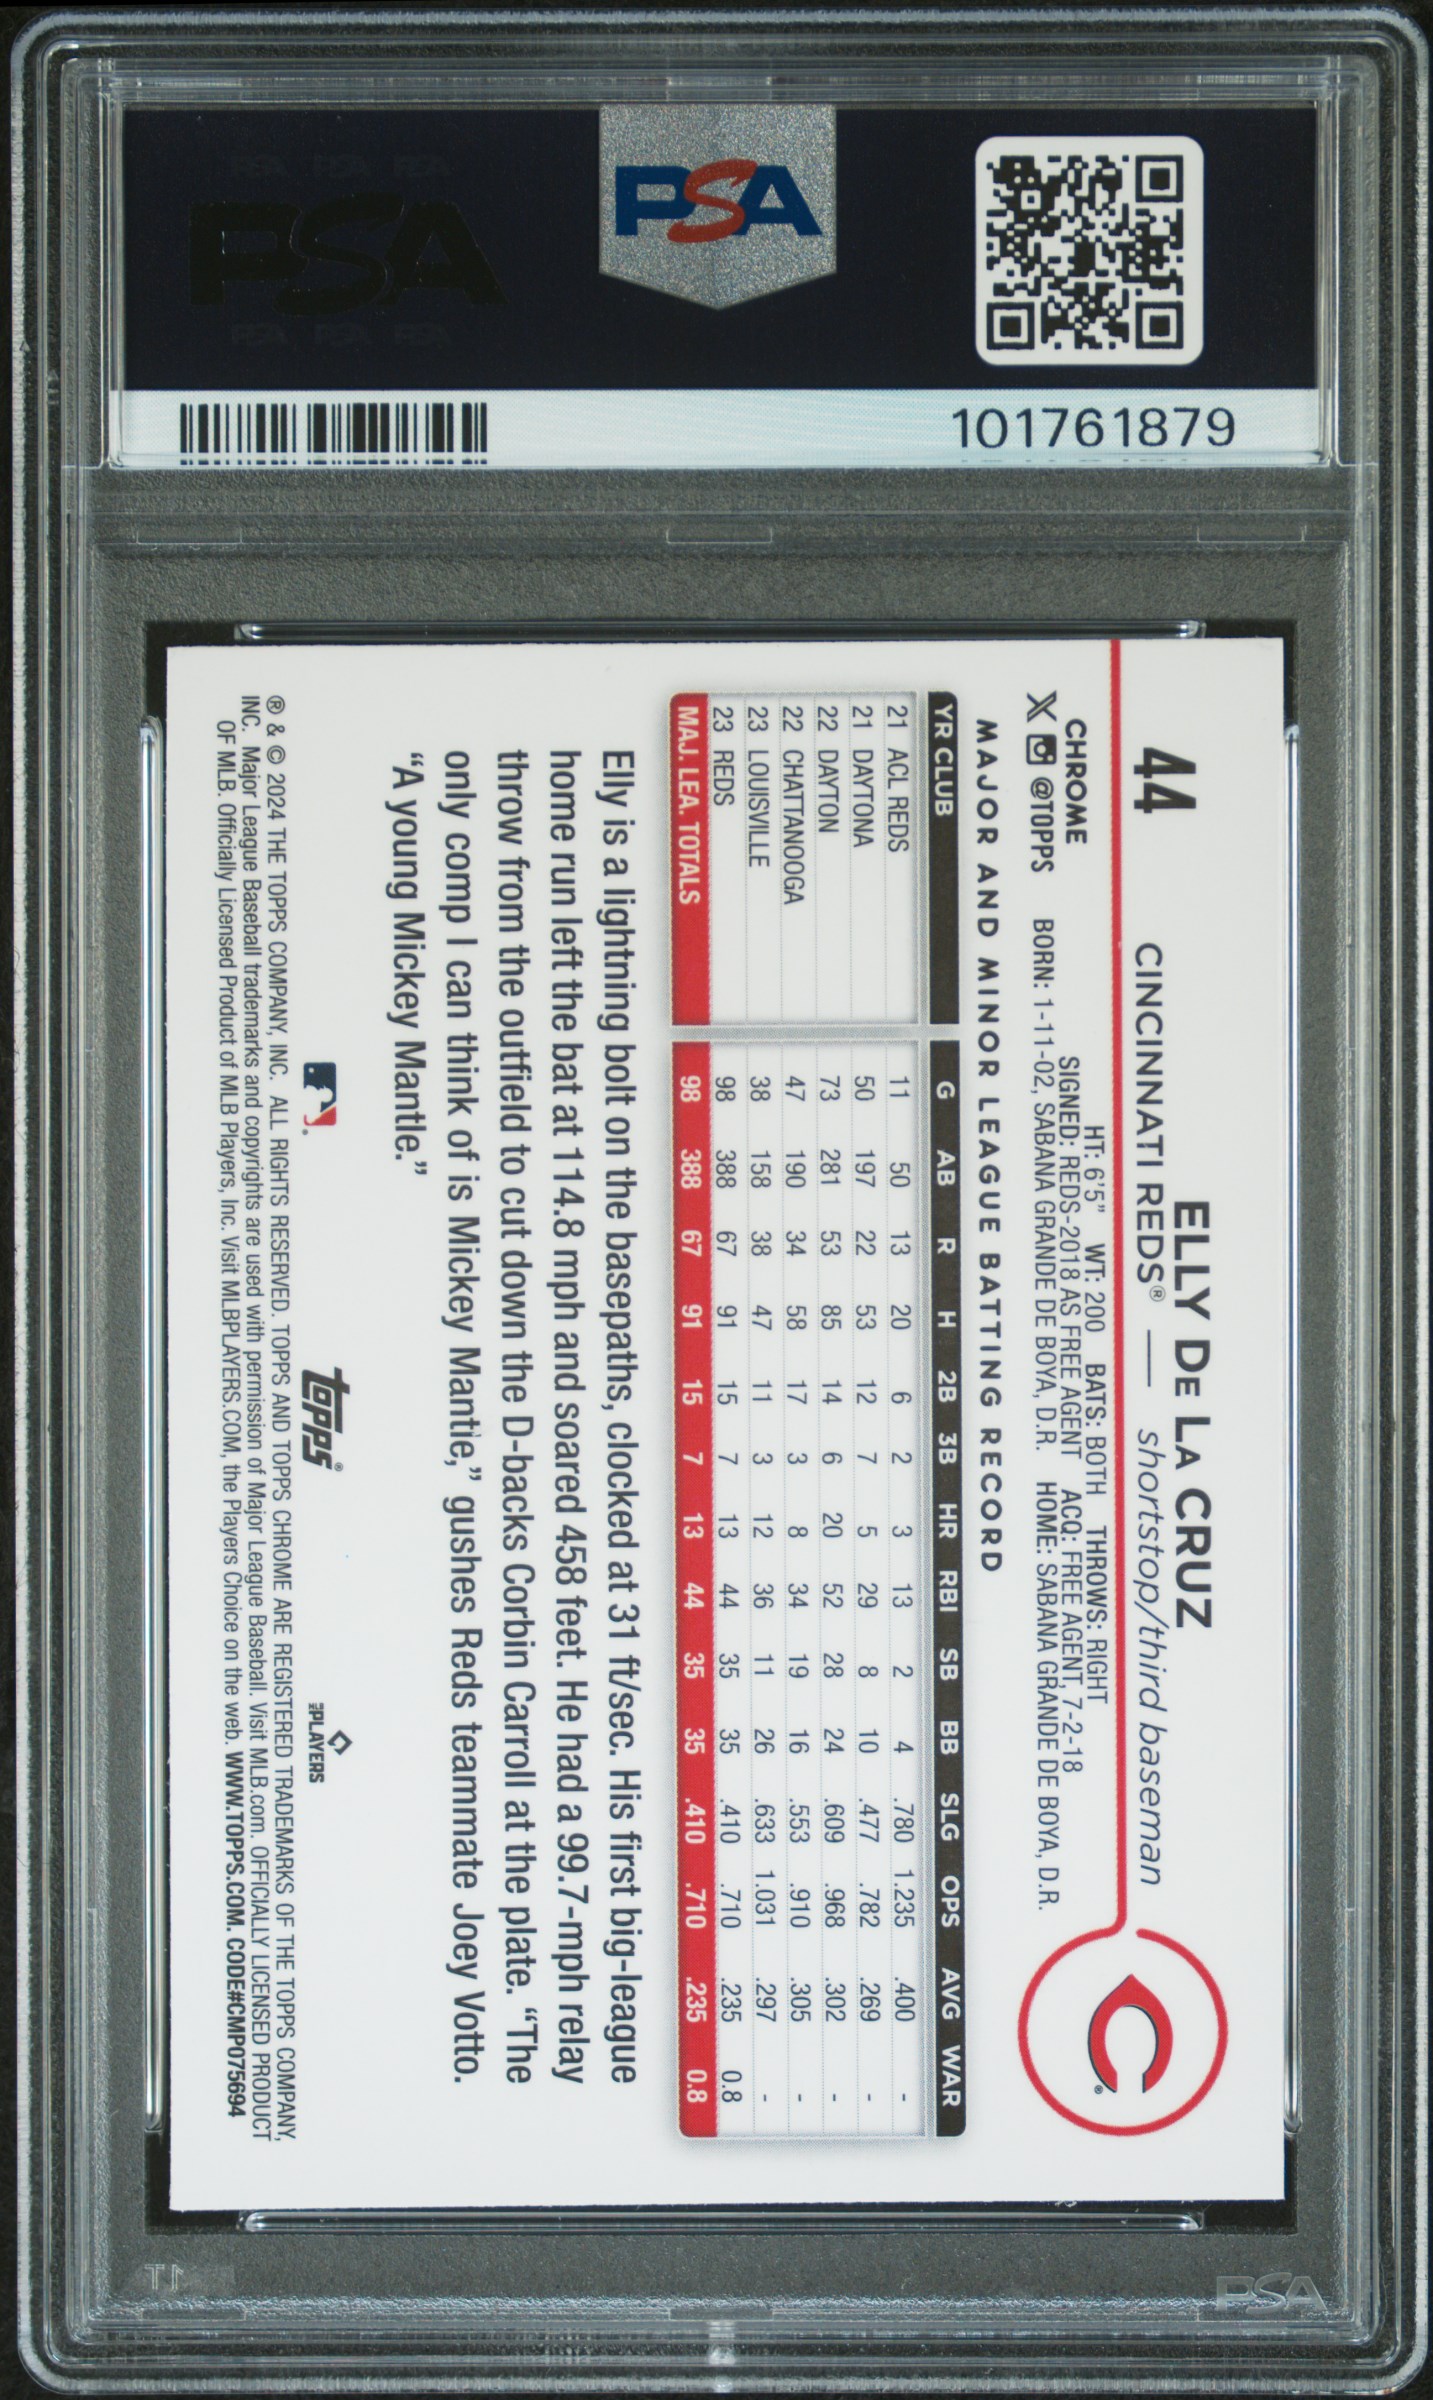 PSA
PSA
101761879
44
ELLY DE LA CRUZ
CINCINNATI REDS® — shortstop/third baseman
CHROME
@TOPPS
HT: 6'5" WT: 200 BATS: BOTH THROWS: RIGHT
SIGNED: REDS-2018 AS FREE AGENT ACQ: FREE AGENT, 7-2-18
BORN: 1-11-02, SABANA GRANDE DE BOYA, D.R. HOME: SABANA GRANDE DE BOYA, D.R.
MAJOR AND MINOR LEAGUE BATTING RECORD
YR CLUB G AB R H 2B 3B HR RBI SB BB SLG OPS AVG WAR
21 ACL REDS 11 50 13 20 6 2 3 13 2 4 .780 1.235 .400 -
21 DAYTONA 50 197 22 53 12 7 5 29 8 10 .477 .782 .269 -
22 DAYTON 73 281 53 85 14 6 20 52 28 24 .609 .968 .302 -
22 CHATTANOOGA 47 190 34 58 17 3 8 34 19 16 .553 .910 .305 -
23 LOUISVILLE 38 158 38 47 11 3 12 36 11 26 .633 1.031 .297 -
23 REDS 98 388 67 91 15 7 13 44 35 35 .410 .710 .235 0.8
MAJ. LEA. TOTALS 98 388 67 91 15 7 13 44 35 35 .410 .710 .235 0.8
Elly is a lightning bolt on the basepaths, clocked at 31 ft/sec. His first big-league
home run left the bat at 114.8 mph and soared 458 feet. He had a 99.7-mph relay
throw from the outfield to cut down the D-backs Corbin Carroll at the plate. “The
only comp I can think of is Mickey Mantle,” gushes Reds teammate Joey Votto.
“A young Mickey Mantle.”
topps®
PLAYERS
® & © 2024 THE TOPPS COMPANY, INC. ALL RIGHTS RESERVED. TOPPS AND TOPPS CHROME ARE REGISTERED TRADEMARKS OF THE TOPPS COMPANY,
INC. Major League Baseball trademarks and copyrights are used with permission of Major League Baseball. Visit MLB.com. OFFICIALLY LICENSED PRODUCT
OF MLB. Officially Licensed Product of MLB Players, Inc. Visit MLBPLAYERS.COM, the Players Choice on the web. WWW.TOPPS.COM. CODE#CMP075694
PSA